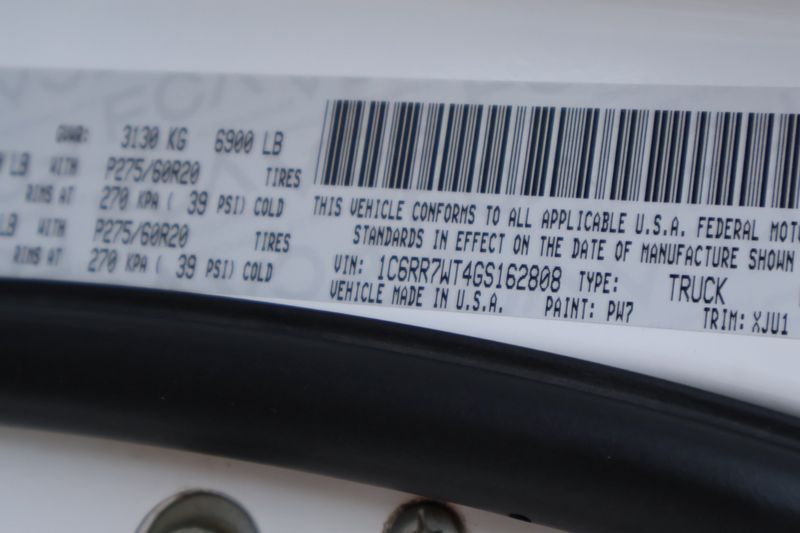 GVWR: 3130 KG 6900 LB
LB WITH P275/60R20 TIRES
RIMS AT 270 KPA ( 39 PSI) COLD
LB WITH P275/60R20 TIRES
RIMS AT 270 KPA ( 39 PSI) COLD
THIS VEHICLE CONFORMS TO ALL APPLICABLE U.S.A. FEDERAL
STANDARDS IN EFFECT ON THE DATE OF MANUFACTURE SHOWN
VIN: 1C6RR7WT4GS162808 TYPE: TRUCK
VEHICLE MADE IN U.S.A. PAINT: PW7 TRIM: XJU1